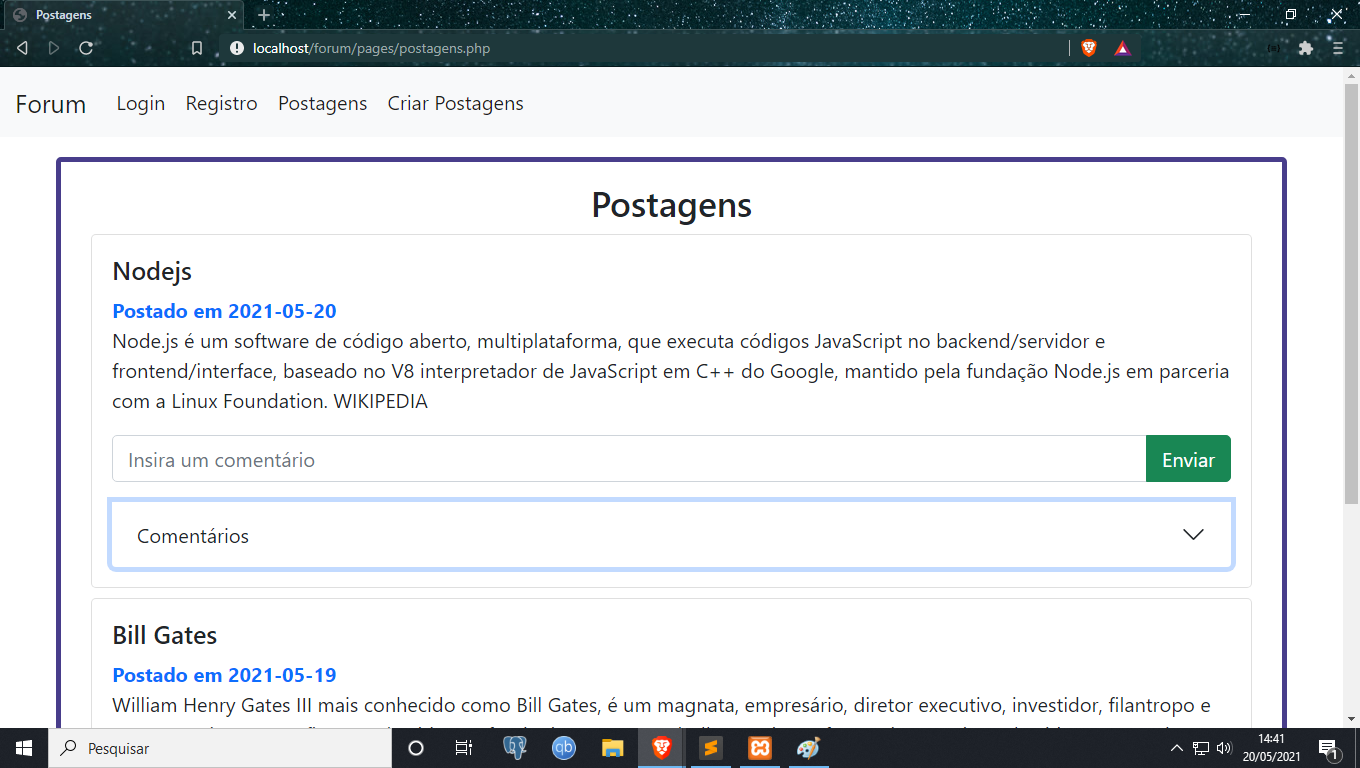 Postagens
localhost/forum/pages/postagens.php
Forum Login Registro Postagens Criar Postagens
Postagens
Nodejs
Postado em 2021-05-20
Node.js é um software de código aberto, multiplataforma, que executa códigos JavaScript no backend/servidor e
frontend/interface, baseado no V8 interpretador de JavaScript em C++ do Google, mantido pela fundação Node.js em parceria
com a Linux Foundation. WIKIPEDIA
Insira um comentário Enviar
Comentários
Bill Gates
Postado em 2021-05-19
William Henry Gates III mais conhecido como Bill Gates, é um magnata, empresário, diretor executivo, investidor, filantropo e
Pesquisar
qb
14:41
20/05/2021
1